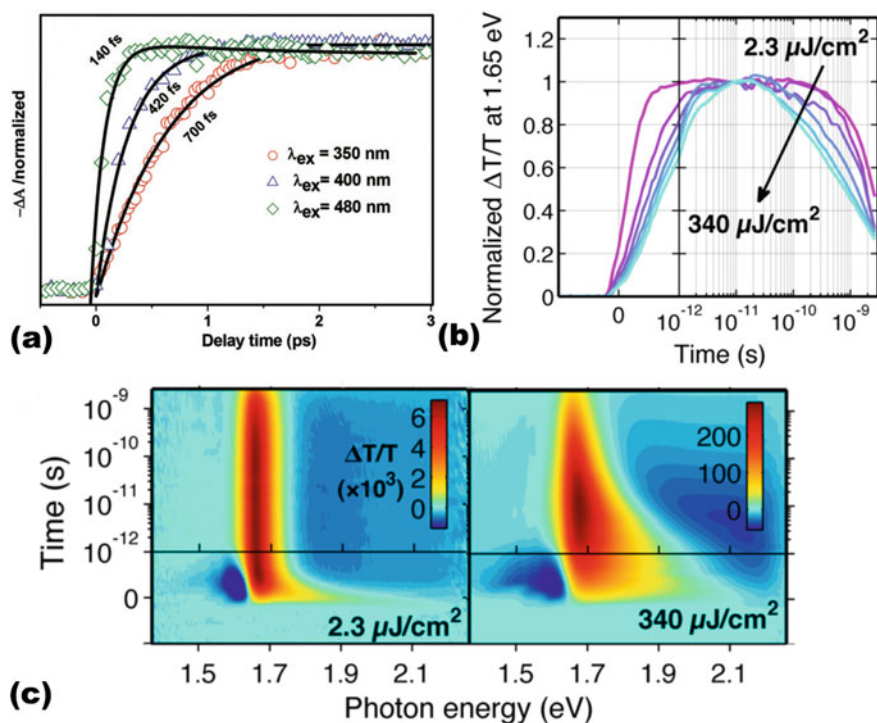 140 fs
420 fs
700 fs
λex = 350 nm
λex = 400 nm
λex = 480 nm
−ΔA /normalized
0 1 2 3
Delay time (ps)
(a)
Normalized ΔT/T at 1.65 eV
1.2
1
0.8
0.6
0.4
0.2
0
2.3 µJ/cm²
340 µJ/cm²
0 10⁻¹² 10⁻¹¹ 10⁻¹⁰ 10⁻⁹
Time (s)
(b)
Time (s)
10⁻⁹
10⁻¹⁰
10⁻¹¹
10⁻¹²
0
ΔT/T
(×10³)
6
4
2
0
2.3 µJ/cm²
200
100
0
340 µJ/cm²
1.5 1.7 1.9 2.1 1.5 1.7 1.9 2.1
Photon energy (eV)
(c)